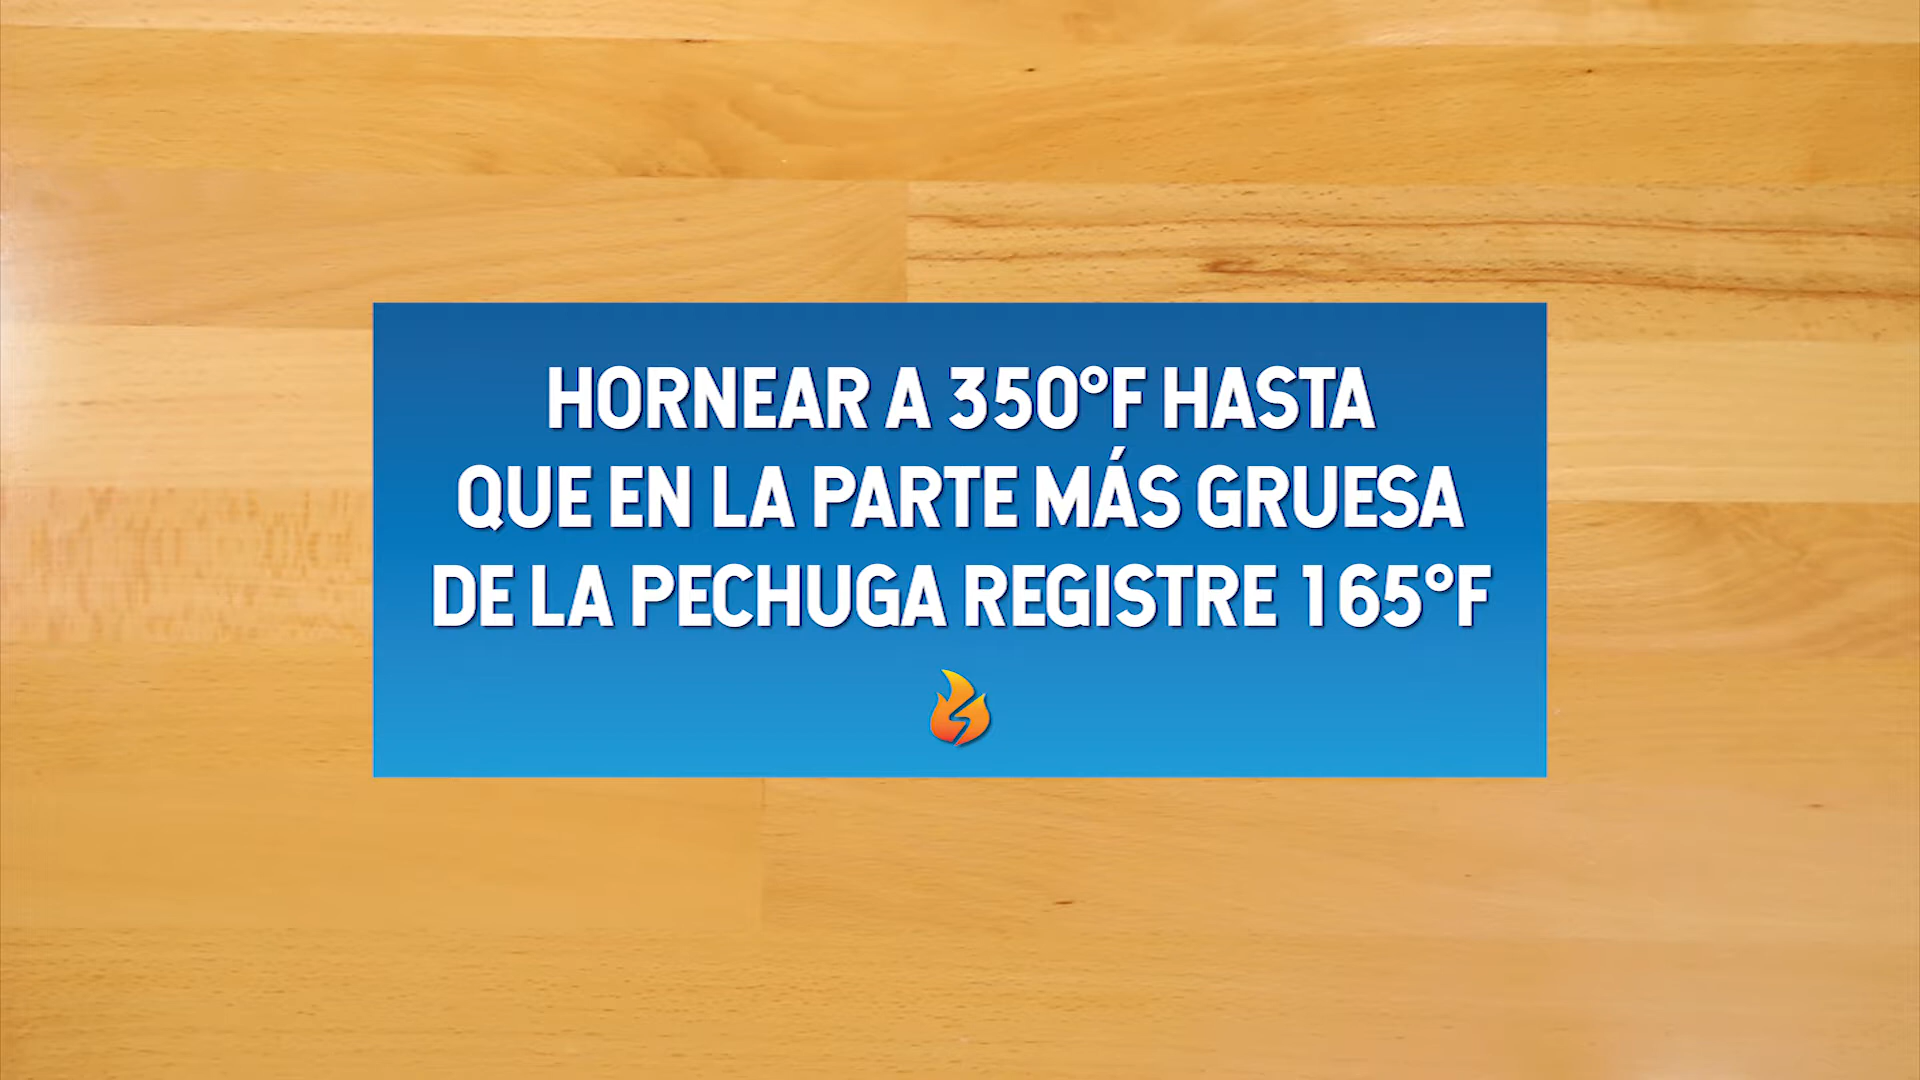 HORNEAR A 350°F HASTA
QUE EN LA PARTE MÁS GRUESA
DE LA PECHUGA REGISTRE 165°F